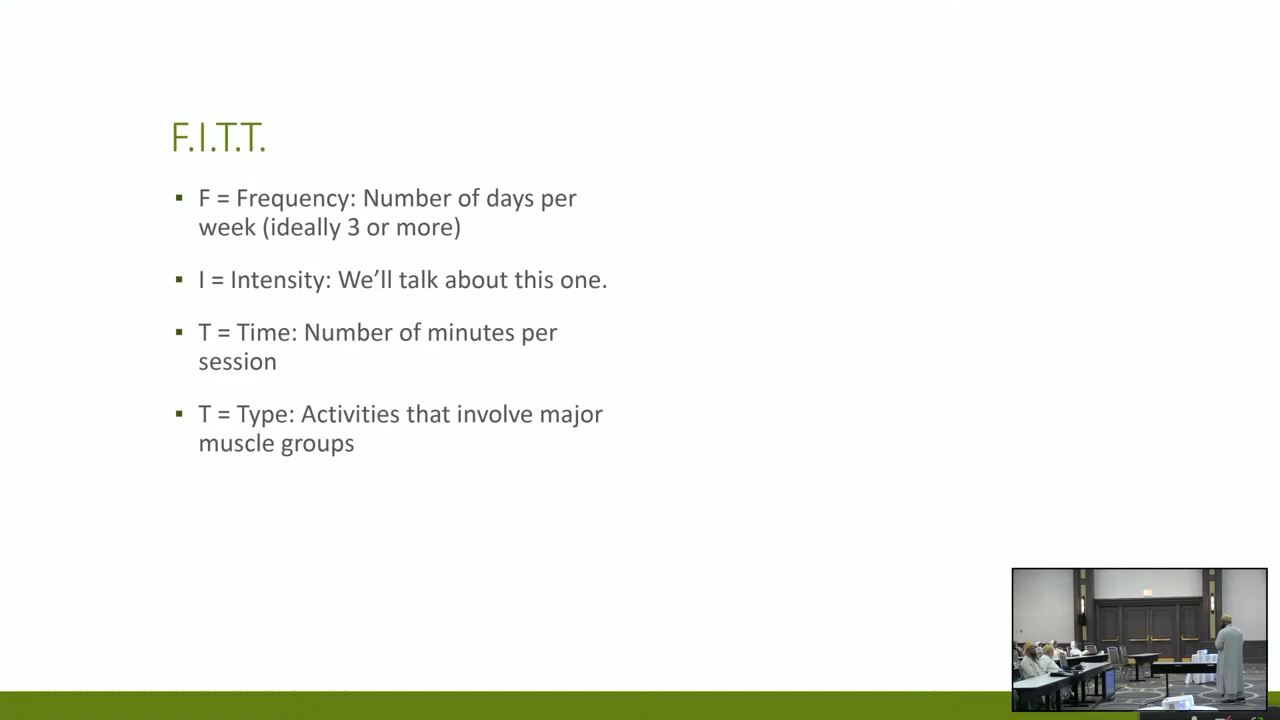 F.I.T.T.
▪ F = Frequency: Number of days per
week (ideally 3 or more)
▪ I = Intensity: We’ll talk about this one.
▪ T = Time: Number of minutes per
session
▪ T = Type: Activities that involve major
muscle groups